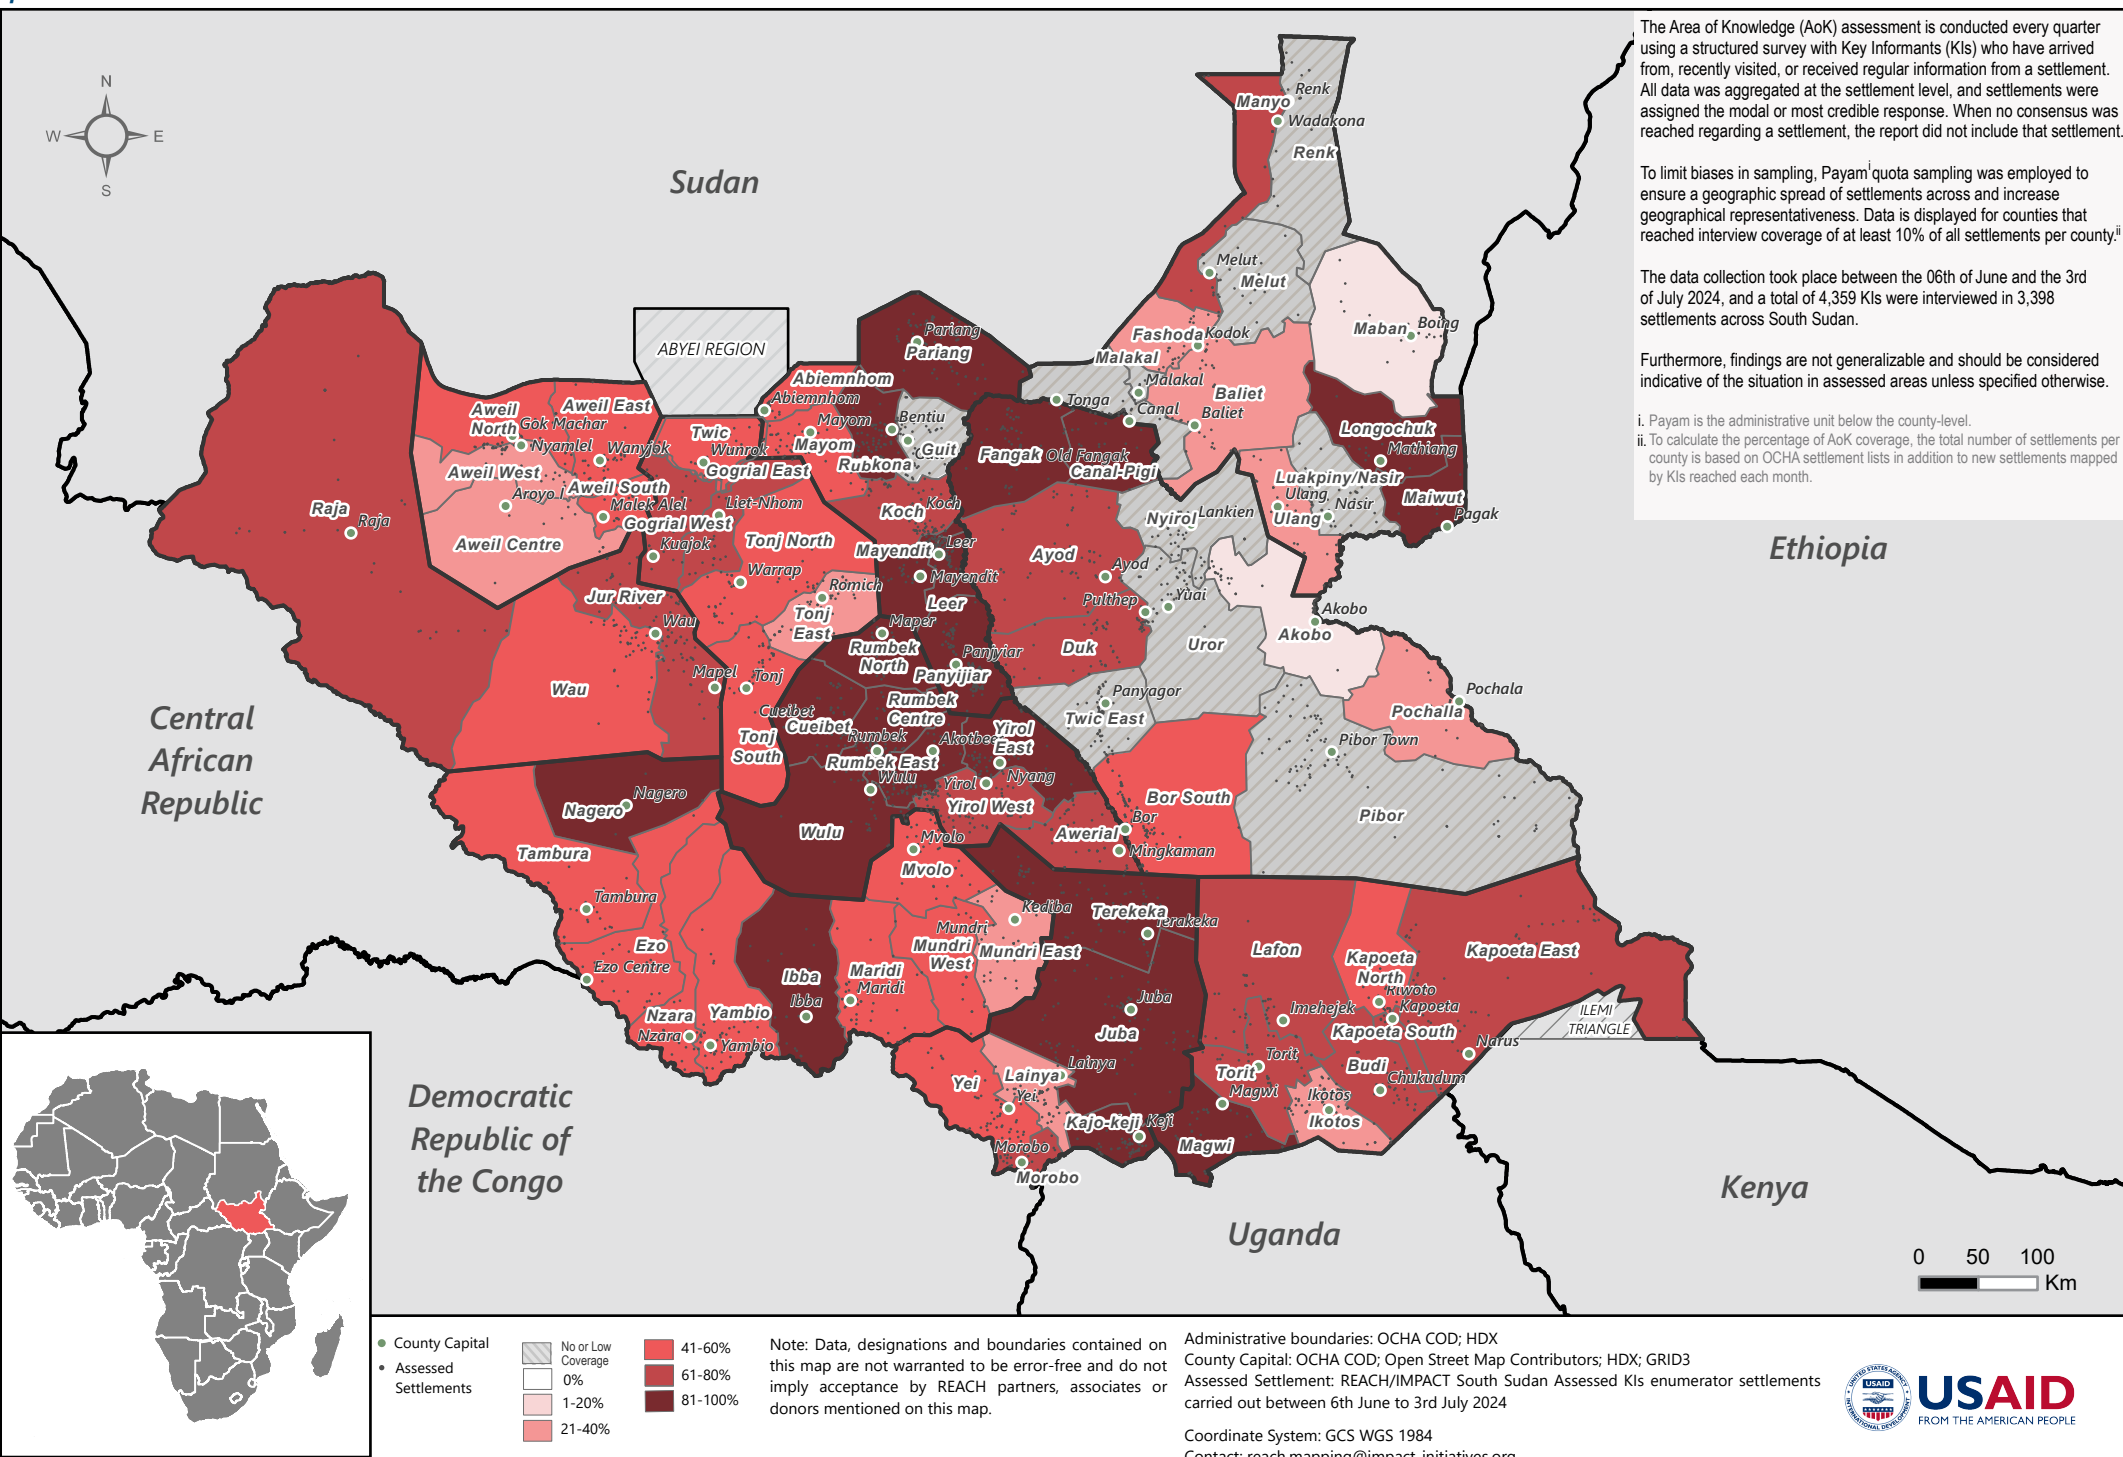 The Area of Knowledge (AoK) assessment is conducted every quarter
using a structured survey with Key Informants (KIs) who have arrived
from, recently visited, or received regular information from a settlement.
All data was aggregated at the settlement level, and settlements were
assigned the modal or most credible response. When no consensus was
reached regarding a settlement, the report did not include that settlement.
To limit biases in sampling, Payam i quota sampling was employed to
ensure a geographic spread of settlements across and increase
geographical representativeness. Data is displayed for counties that
reached interview coverage of at least 10% of all settlements per county. ii
The data collection took place between the 06th of June and the 3rd
of July 2024, and a total of 4,359 KIs were interviewed in 3,398
settlements across South Sudan.
Furthermore, findings are not generalizable and should be considered
indicative of the situation in assessed areas unless specified otherwise.
i. Payam is the administrative unit below the county-level.
ii. To calculate the percentage of AoK coverage, the total number of settlements per
county is based on OCHA settlement lists in addition to new settlements mapped
by KIs reached each month.
N
W E
S
Sudan
Ethiopia
Central
African
Republic
Democratic
Republic of
the Congo
Uganda
Kenya
ABYEI REGION
ILEMI
TRIANGLE
Renk
Manyo
Wadakona
Renk
Melut
Melut
Maban
Boing
Fashoda
Kodok
Malakal
Malakal
Tonga
Canal
Baliet
Baliet
Pariang
Pariang
Abiemnhom
Abiemnhom
Mayom
Mayom
Bentiu
Guit
Rubkona
Fangak
Old Fangak
Canal-Pigi
Longochuk
Mathiang
Luakpiny/Nasir
Maiwut
Ulang
Nasir
Ulang
Pagak
Nyirol
Lankien
Aweil
North
Gok Machar
Aweil East
Nyamlel
Wanyjok
Aweil West
Aroyo
Aweil South
Malek Alel
Aweil Centre
Twic
Wunrok
Gogrial East
Liet-Nhom
Gogrial West
Kuajok
Tonj North
Warrap
Romich
Tonj
East
Raja
Raja
Koch
Koch
Mayendit
Leer
Mayendit
Leer
Ayod
Ayod
Pulthep
Yuai
Akobo
Akobo
Uror
Duk
Jur River
Wau
Wau
Mapel
Tonj
Maper
Rumbek
North
Panjyiar
Panyijiar
Cueibet
Cueibet
Tonj
South
Rumbek
Centre
Rumbek
Akotbee
Rumbek East
Wulu
Yirol
East
Yirol
Nyang
Yirol West
Panyagor
Twic East
Pochala
Pochalla
Pibor Town
Pibor
Bor South
Bor
Awerial
Mingkaman
Nagero
Nagero
Wulu
Mvolo
Mvolo
Tambura
Tambura
Ezo
Ezo Centre
Nzara
Nzara
Yambio
Yambio
Ibba
Ibba
Maridi
Maridi
Mundri
Mundri
West
Kediba
Mundri East
Terekeka
Terakeka
Juba
Juba
Lafon
Imehejek
Kapoeta
North
Riwoto
Kapoeta
Kapoeta South
Kapoeta East
Narus
Budi
Chukudum
Torit
Torit
Magwi
Magwi
Ikotos
Ikotos
Yei
Yei
Lainya
Lainya
Kajo-keji
Keji
Morobo
Morobo
0 50 100
Km
County Capital
Assessed
Settlements
No or Low
Coverage
0%
1-20%
21-40%
41-60%
61-80%
81-100%
Note: Data, designations and boundaries contained on
this map are not warranted to be error-free and do not
imply acceptance by REACH partners, associates or
donors mentioned on this map.
Administrative boundaries: OCHA COD; HDX
County Capital: OCHA COD; Open Street Map Contributors; HDX; GRID3
Assessed Settlement: REACH/IMPACT South Sudan Assessed KIs enumerator settlements
carried out between 6th June to 3rd July 2024
Coordinate System: GCS WGS 1984
Contact: reach.mapping@impact-initiatives.org
USAID
USAID
FROM THE AMERICAN PEOPLE